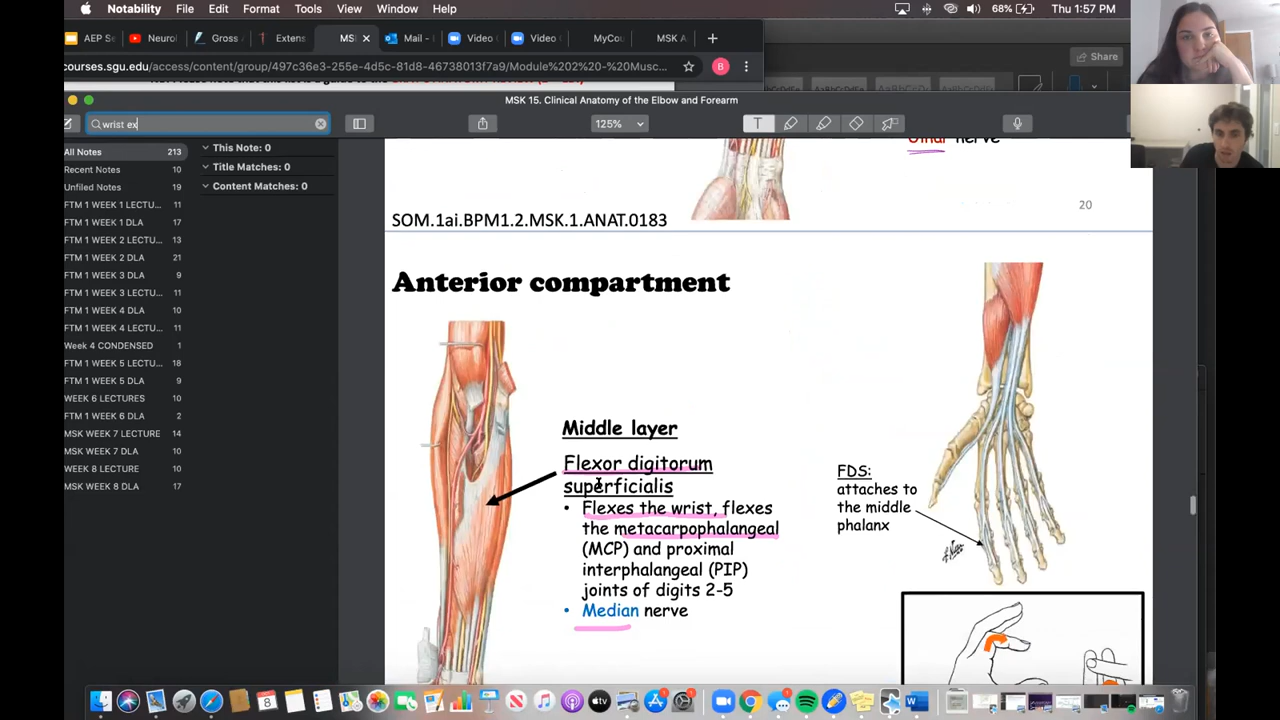 Notability File Edit Insert Format Tools View Window Help 68% Thu 1:57 PM
AEP Se Neurol Gross A Extens MS Mail - Video C Video C MyCou MSK A
courses.sgu.edu/access/content/group/497c36e3-255e-4d5c-81d8-46738013f7a9/Module%202%20-%20Musc...
B
Share
MSK 15. Clinical Anatomy of the Elbow and Forearm
wrist ex
125%
T
All Notes 213
Recent Notes 10
Unfiled Notes 19
FTM 1 WEEK 1 LECTU... 11
FTM 1 WEEK 1 DLA 17
FTM 1 WEEK 2 LECTU... 13
FTM 1 WEEK 2 DLA 21
FTM 1 WEEK 3 DLA 9
FTM 1 WEEK 3 LECTU... 11
FTM 1 WEEK 4 DLA 10
FTM 1 WEEK 4 LECTU... 11
Week 4 CONDENSED 1
FTM 1 WEEK 5 LECTU... 18
FTM 1 WEEK 5 DLA 9
WEEK 6 LECTURES 10
FTM 1 WEEK 6 DLA 2
MSK WEEK 7 LECTURE 14
MSK WEEK 7 DLA 10
WEEK 8 LECTURE 10
MSK WEEK 8 DLA 17
This Note: 0
Title Matches: 0
Content Matches: 0
Ulnar nerve
20
SOM.1ai.BPM1.2.MSK.1.ANAT.0183
Anterior compartment
Middle layer
Flexor digitorum
superficialis
• Flexes the wrist, flexes
the metacarpophalangeal
(MCP) and proximal
interphalangeal (PIP)
joints of digits 2-5
• Median nerve
FDS:
attaches to
the middle
phalanx